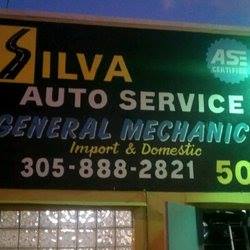 SILVA
ASE
CERTIFIED
AUTO SERVICE
GENERAL MECHANIC
Import & Domestic
305-888-2821
50